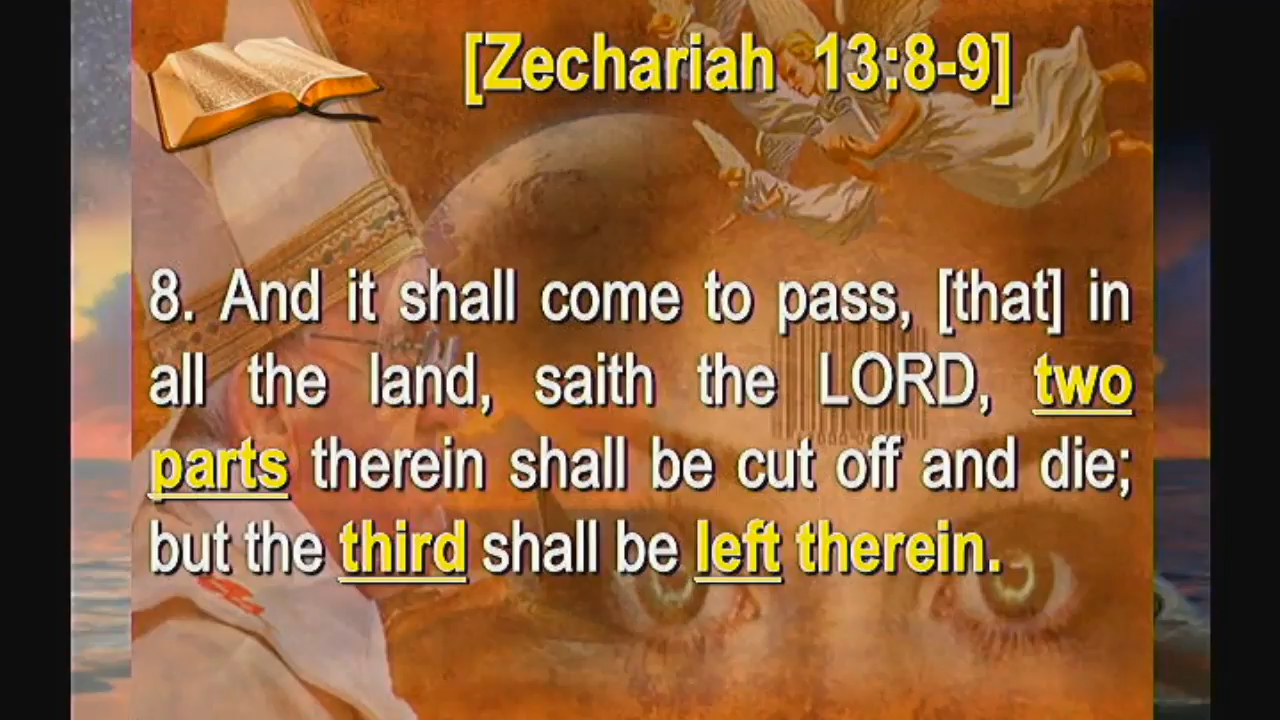 [Zechariah 13:8-9]
8. And it shall come to pass, [that] in
all the land, saith the LORD, two
parts therein shall be cut off and die;
but the third shall be left therein.